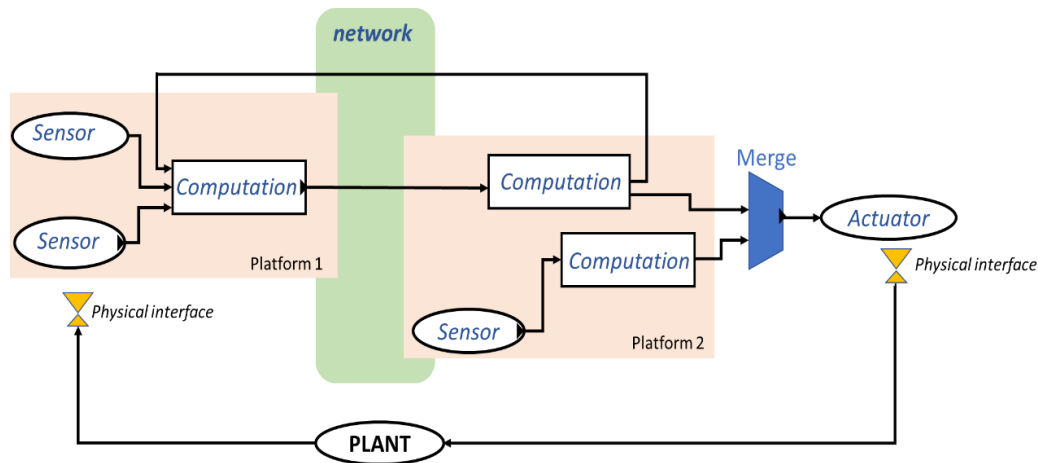 network
Sensor
Computation
Sensor
Platform 1
Computation
Merge
Actuator
Computation
Sensor
Platform 2
Physical interface
Physical interface
PLANT